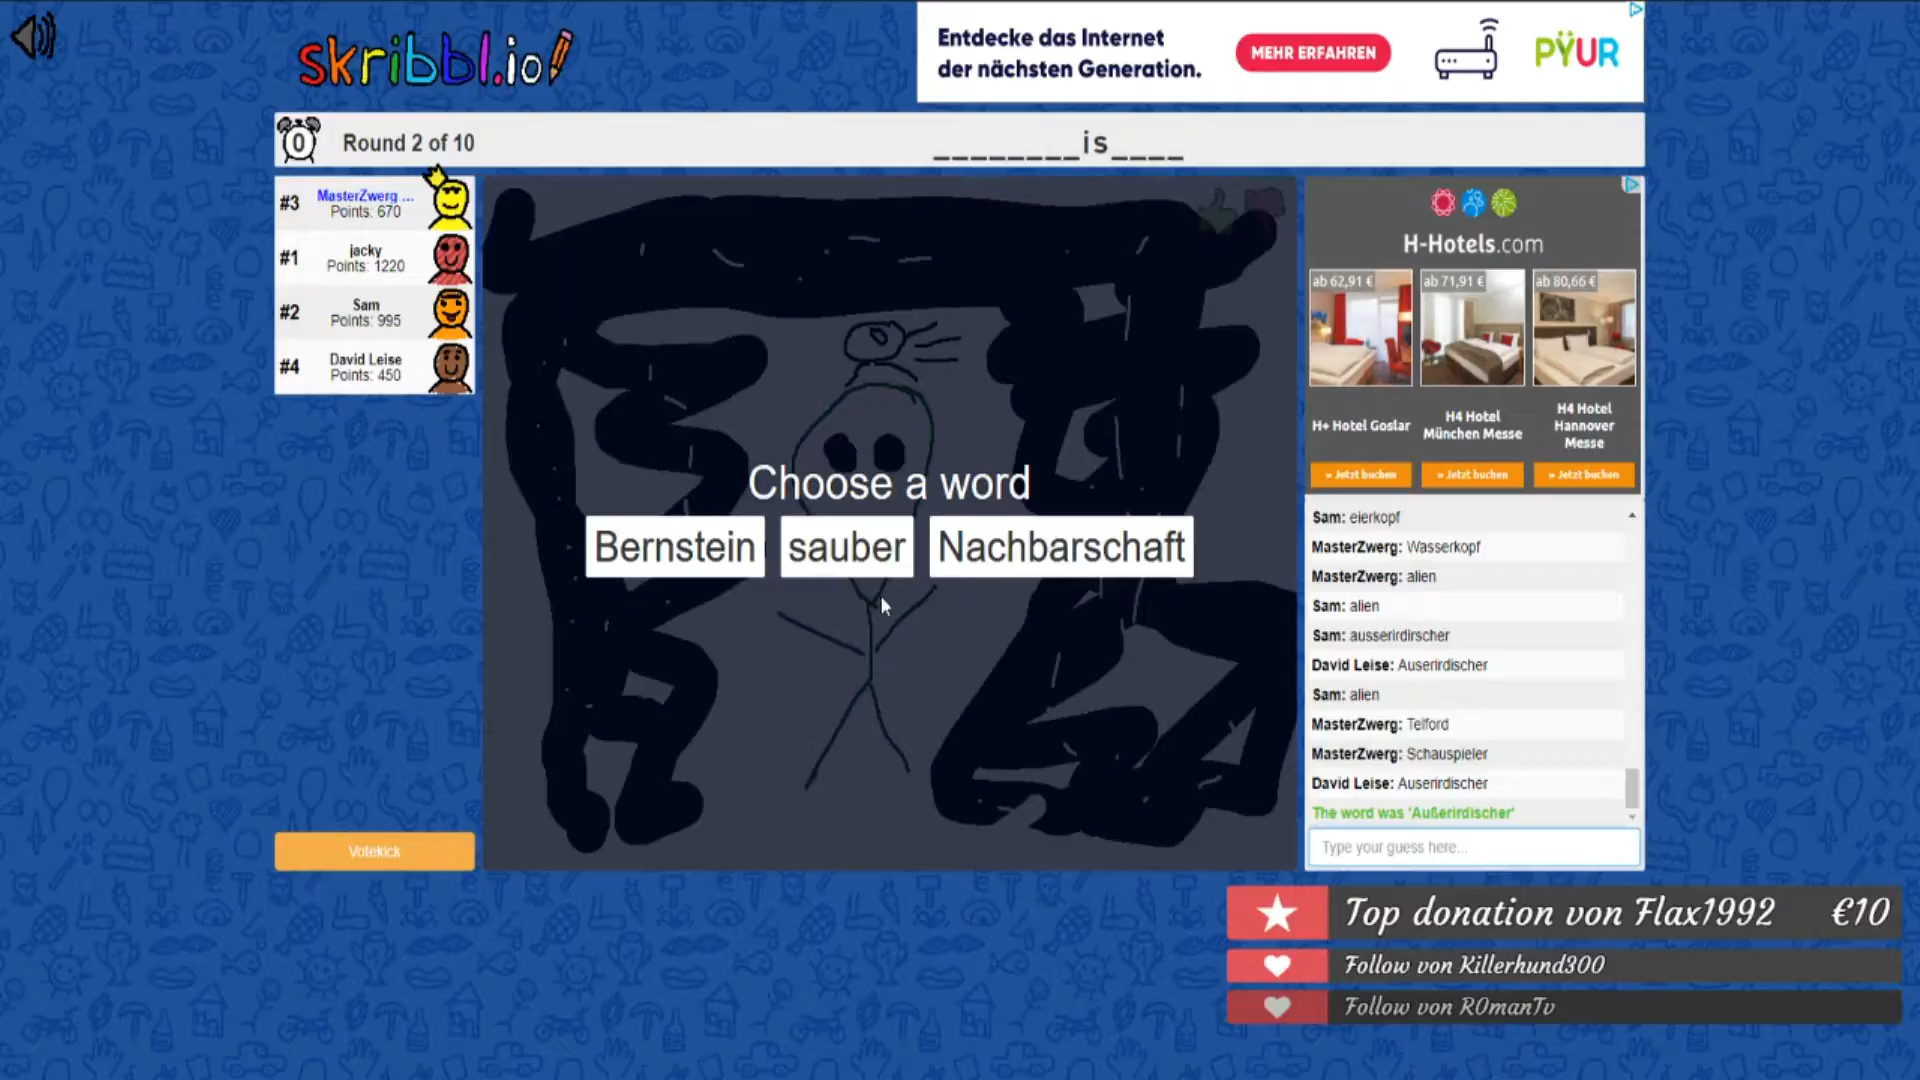 skribbl.io
Entdecke das Internet
der nächsten Generation.
MEHR ERFAHREN
PŸUR
0
Round 2 of 10
________is____
#3
MasterZwerg ...
Points: 670
#1
jacky
Points: 1220
#2
Sam
Points: 995
#4
David Leise
Points: 450
Votekick
Choose a word
Bernstein
sauber
Nachbarschaft
H-Hotels.com
ab 62,91 €
ab 71,91 €
ab 80,66 €
H+ Hotel Goslar
H4 Hotel
München Messe
H4 Hotel
Hannover
Messe
» Jetzt buchen
» Jetzt buchen
» Jetzt buchen
Sam: eierkopf
MasterZwerg: Wasserkopf
MasterZwerg: alien
Sam: alien
Sam: ausserirdirscher
David Leise: Auserirdischer
Sam: alien
MasterZwerg: Telford
MasterZwerg: Schauspieler
David Leise: Auserirdischer
The word was 'Außerirdischer'
Type your guess here...
Top donation von Flax1992 €10
Follow von Killerhund300
Follow von R0manTv